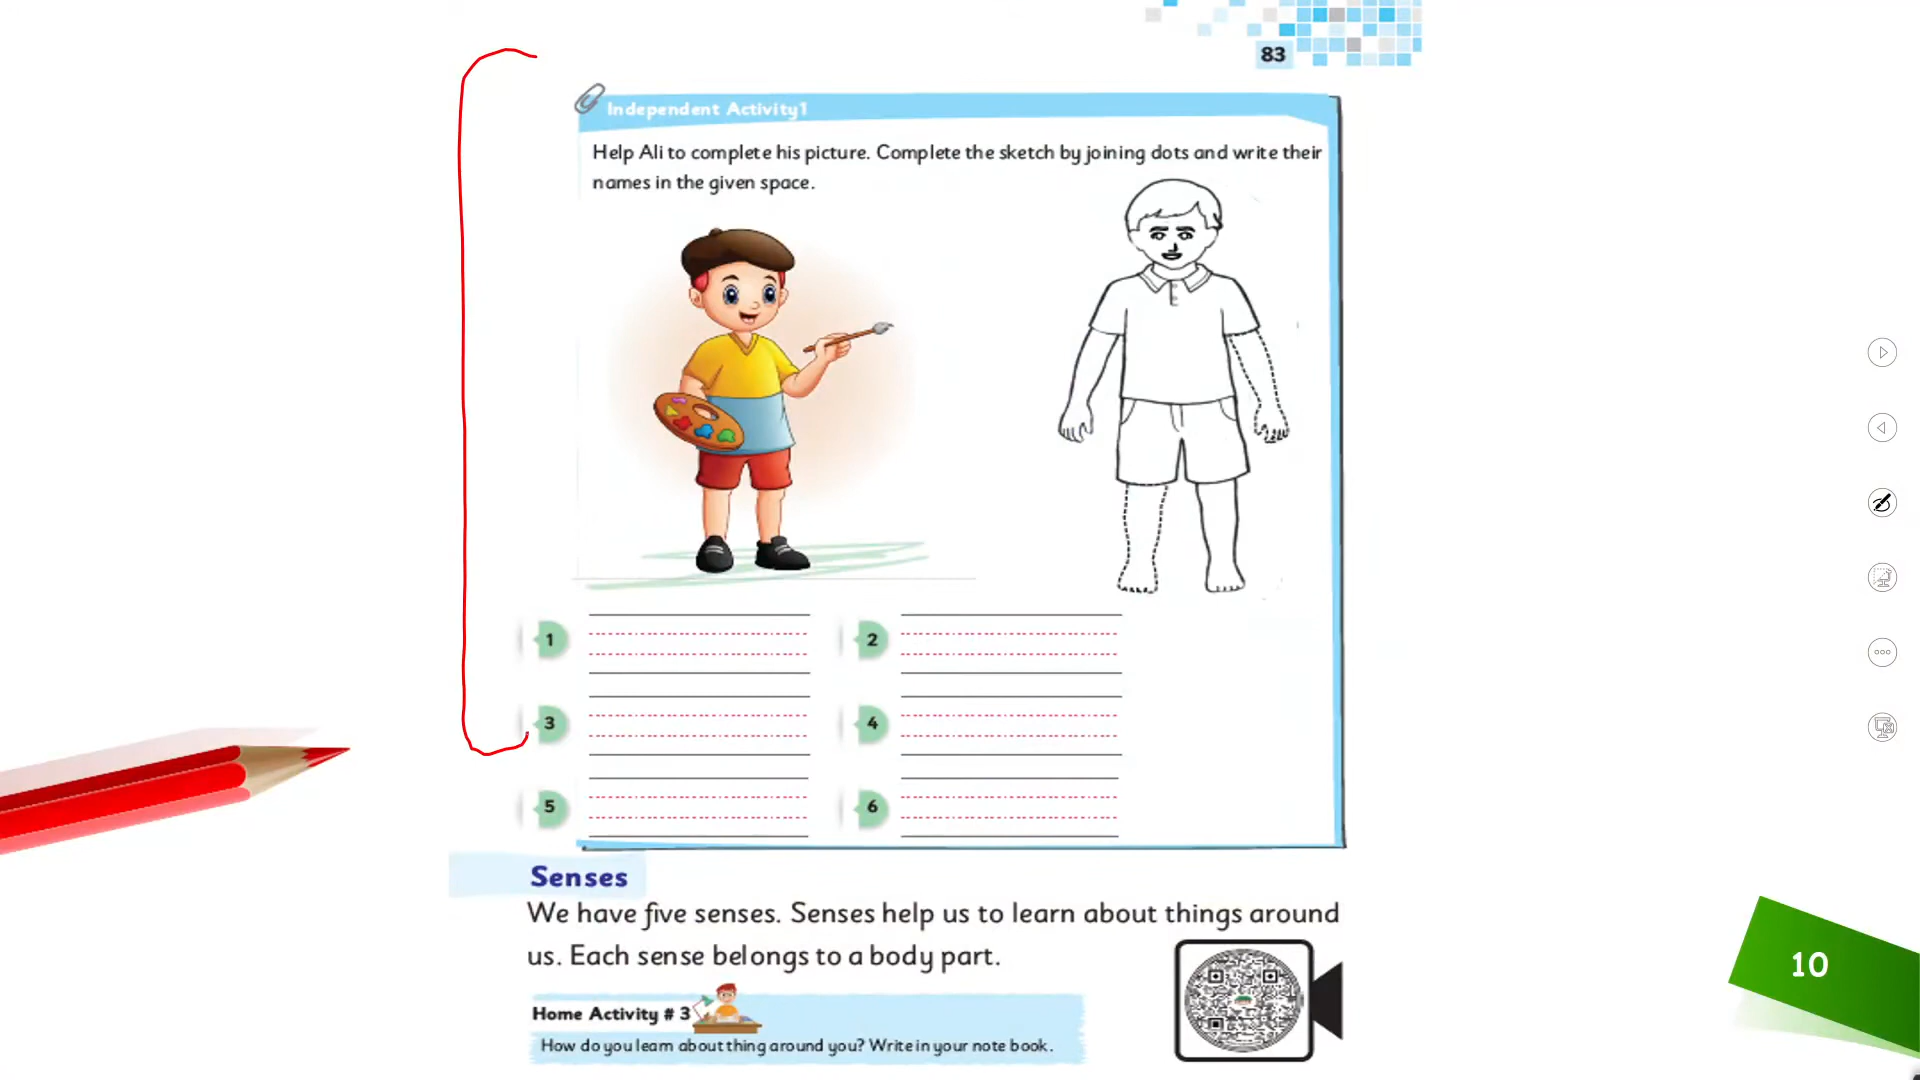 83
Independent Activity1
Help Ali to complete his picture. Complete the sketch by joining dots and write their
names in the given space.
1
2
3
4
5
6
Senses
We have five senses. Senses help us to learn about things around
us. Each sense belongs to a body part.
Home Activity # 3
How do you learn about thing around you? Write in your note book.
10